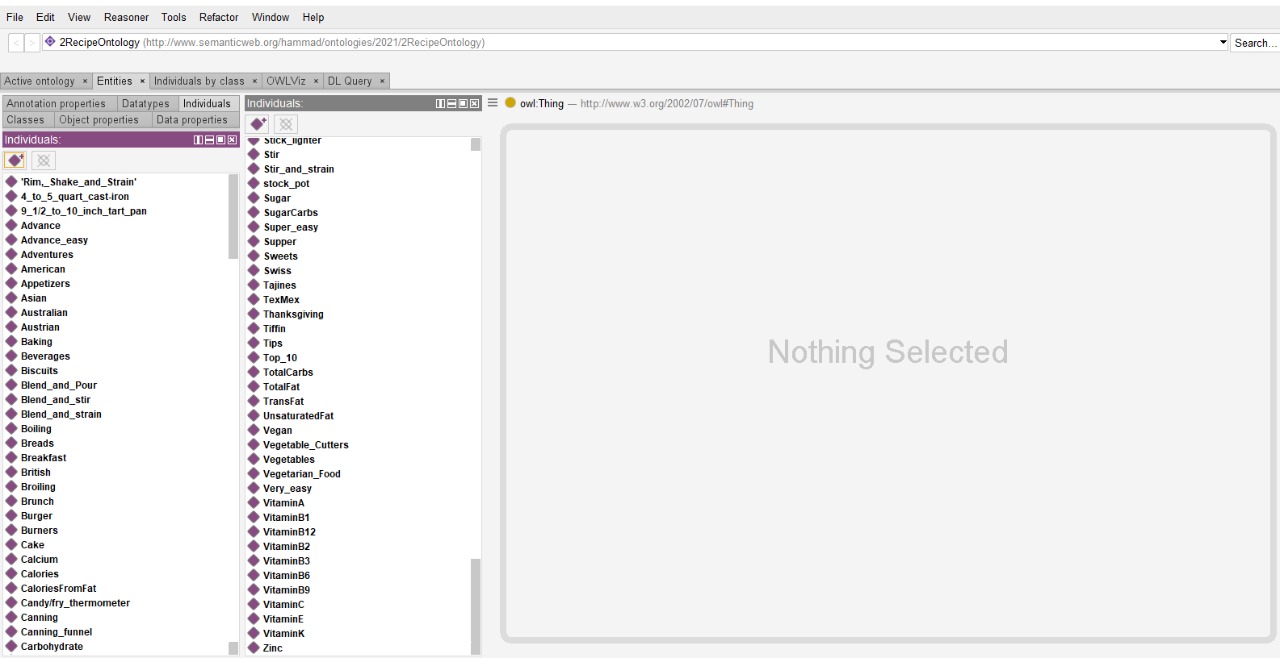 File Edit View Reasoner Tools Refactor Window Help
2RecipeOntology (http://www.semanticweb.org/hammad/ontologies/2021/2RecipeOntology)
Search...
Active ontology × Entities × Individuals by class × OWLViz × DL Query ×
Annotation properties Datatypes Individuals
Classes Object properties Data properties
Individuals:
'Rim,_Shake_and_Strain'
4_to_5_quart_cast-iron
9_1/2_to_10_inch_tart_pan
Advance
Advance_easy
Adventures
American
Appetizers
Asian
Australian
Austrian
Baking
Beverages
Biscuits
Blend_and_Pour
Blend_and_stir
Blend_and_strain
Boiling
Breads
Breakfast
British
Broiling
Brunch
Burger
Burners
Cake
Calcium
Calories
CaloriesFromFat
Candy/fry_thermometer
Canning
Canning_funnel
Carbohydrate
Individuals:
Stick_lighter
Stir
Stir_and_strain
stock_pot
Sugar
SugarCarbs
Super_easy
Supper
Sweets
Swiss
Tajines
TexMex
Thanksgiving
Tiffin
Tips
Top_10
TotalCarbs
TotalFat
TransFat
UnsaturatedFat
Vegan
Vegetable_Cutters
Vegetables
Vegetarian_Food
Very_easy
VitaminA
VitaminB1
VitaminB12
VitaminB2
VitaminB3
VitaminB6
VitaminB9
VitaminC
VitaminE
VitaminK
Zinc
owl:Thing — http://www.w3.org/2002/07/owl#Thing
Nothing Selected